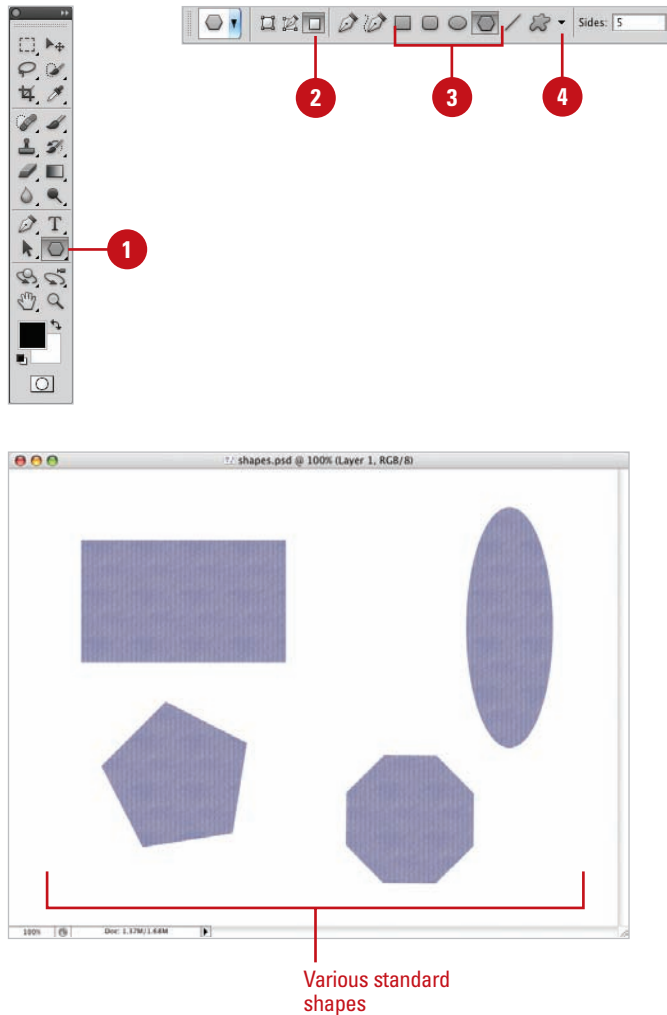 Sides: 5
2
3
4
T
1
shapes.psd @ 100% (Layer 1, RGB/8)
100%
Doc: 1.37M/1.64M
Various standard
shapes